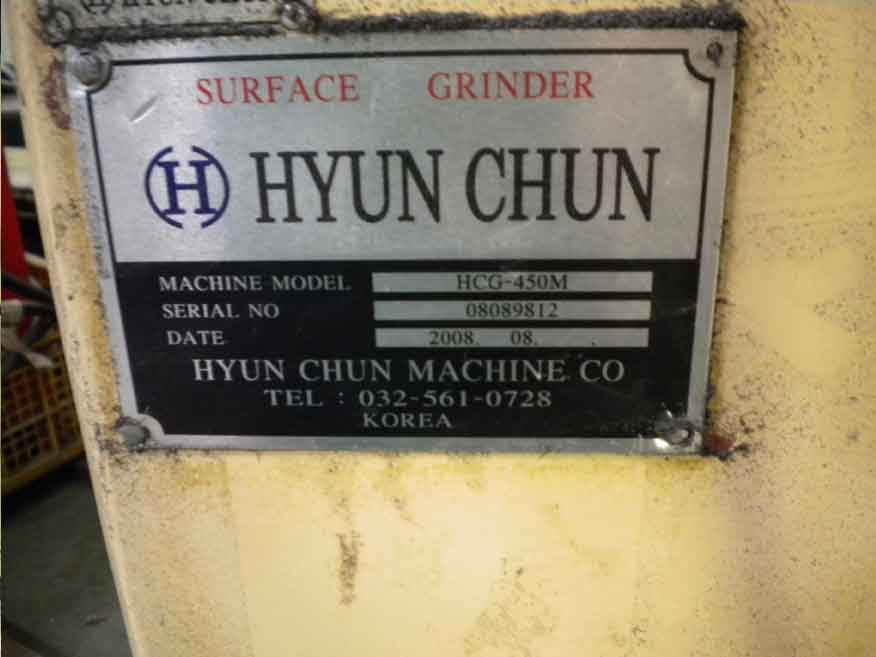 SURFACE GRINDER
H HYUN CHUN
MACHINE MODEL HCG-450M
SERIAL NO 08089812
DATE 2008. 08. .
HYUN CHUN MACHINE CO
TEL : 032-561-0728
KOREA